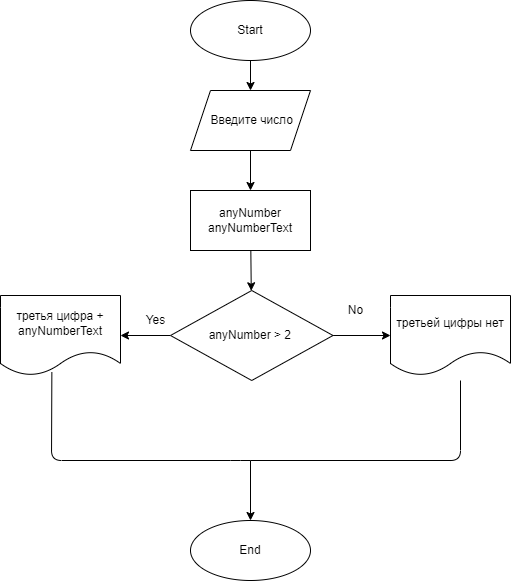 Start
Введите число
anyNumber
anyNumberText
anyNumber > 2
Yes
No
третья цифра +
anyNumberText
третьей цифры нет
End